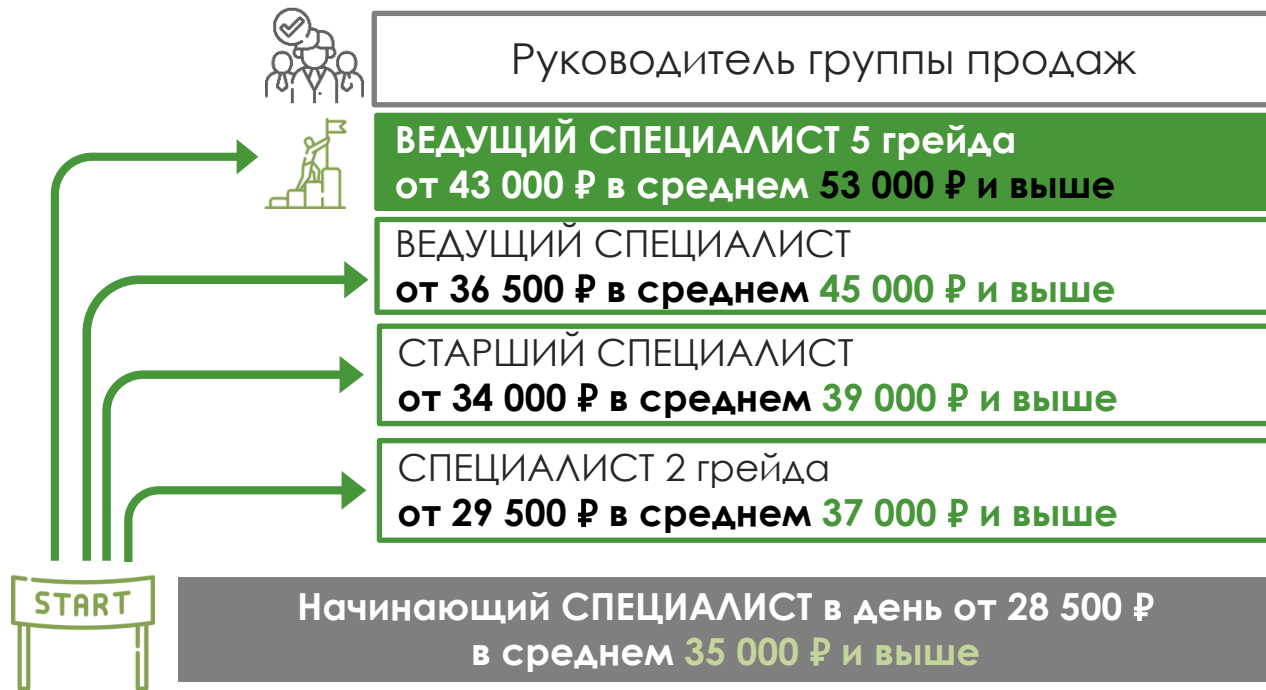 Руководитель группы продаж
ВЕДУЩИЙ СПЕЦИАЛИСТ 5 грейда
от 43 000 ₽ в среднем 53 000 ₽ и выше
ВЕДУЩИЙ СПЕЦИАЛИСТ
от 36 500 ₽ в среднем 45 000 ₽ и выше
СТАРШИЙ СПЕЦИАЛИСТ
от 34 000 ₽ в среднем 39 000 ₽ и выше
СПЕЦИАЛИСТ 2 грейда
от 29 500 ₽ в среднем 37 000 ₽ и выше
START
Начинающий СПЕЦИАЛИСТ в день от 28 500 ₽
в среднем 35 000 ₽ и выше